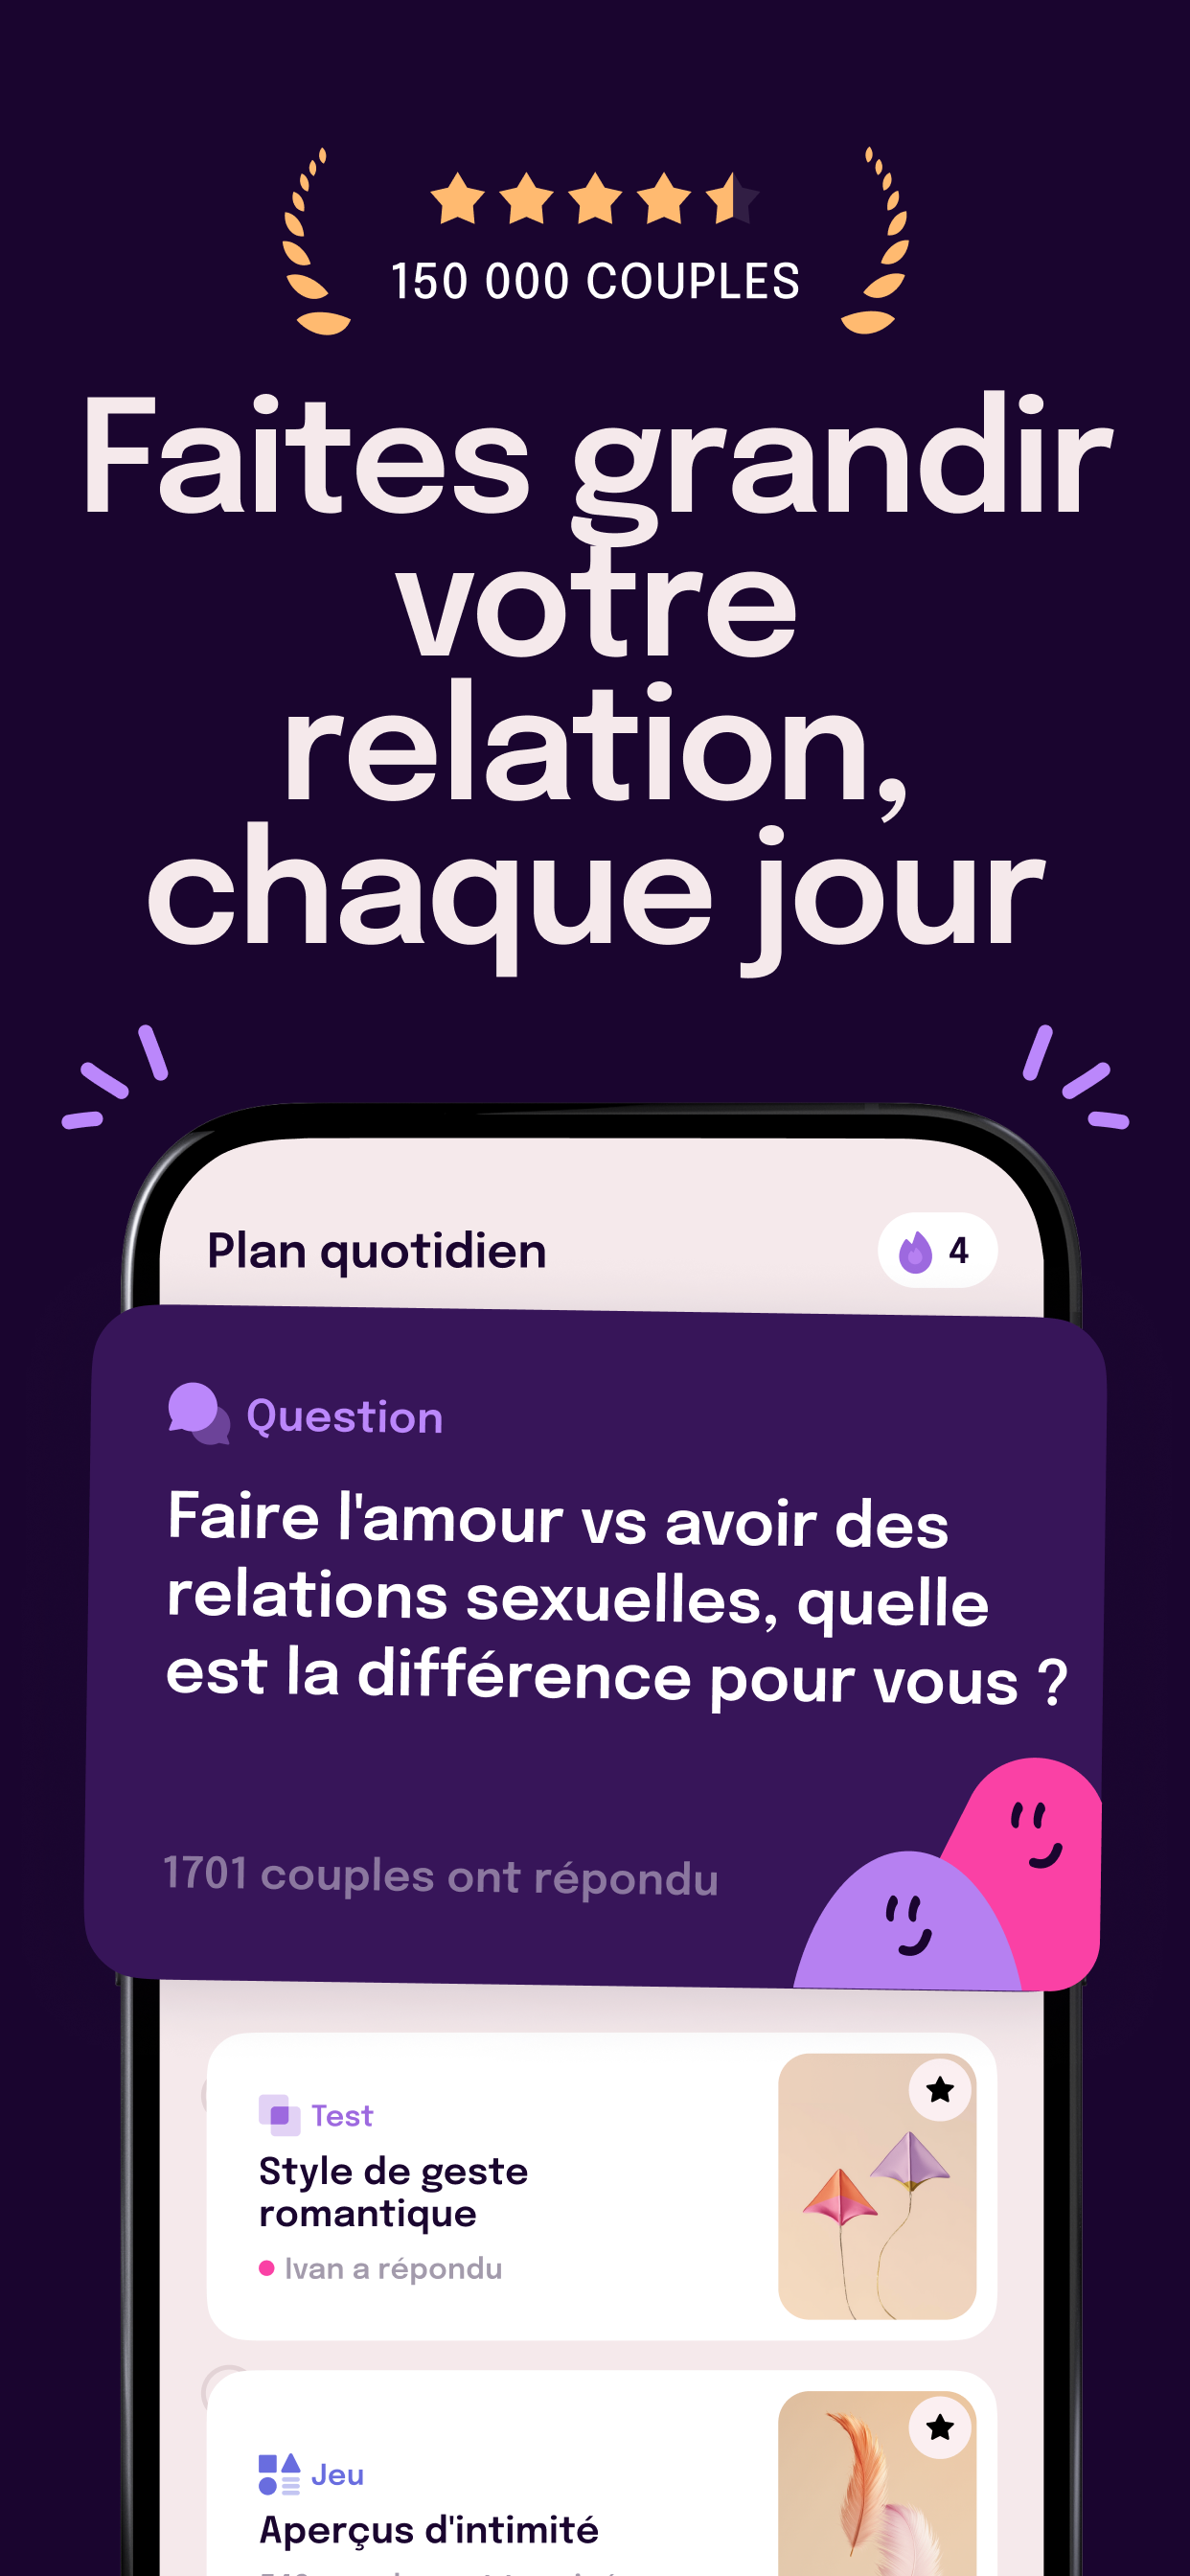 150 000 COUPLES
Faites grandir
votre
relation,
chaque jour
Plan quotidien
4
Question
Faire l'amour vs avoir des
relations sexuelles, quelle
est la différence pour vous ?
1701 couples ont répondu
Test
Style de geste
romantique
Ivan a répondu
Jeu
Aperçus d'intimité